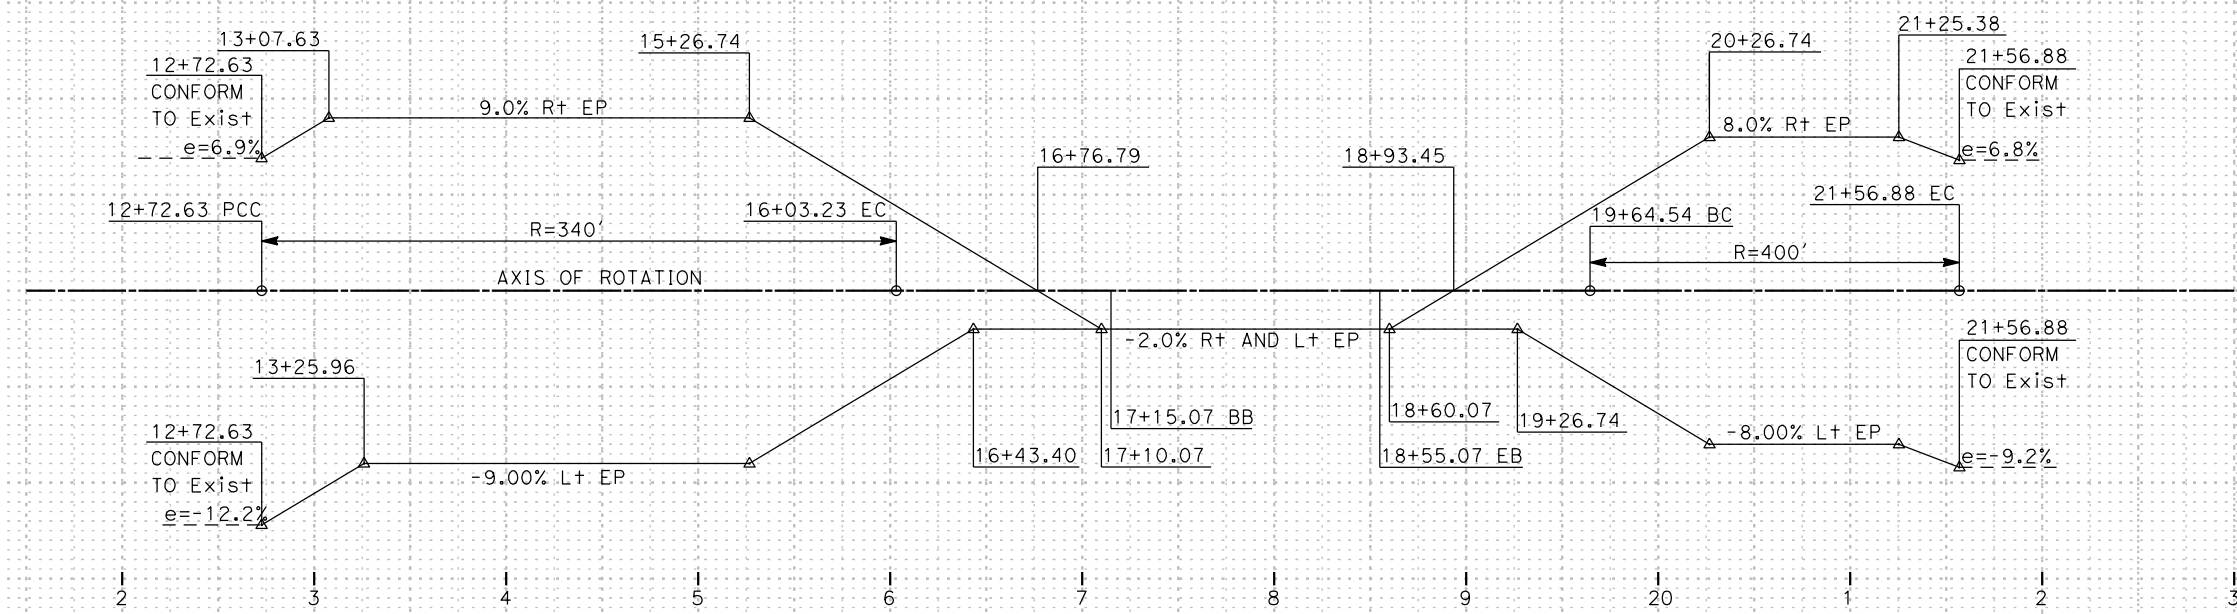 13+07.63
12+72.63
CONFORM
TO Exist
e=6.9%
9.0% Rt EP
15+26.74
12+72.63 PCC
R=340'
16+03.23 EC
AXIS OF ROTATION
16+76.79
18+93.45
20+26.74
21+25.38
21+56.88
CONFORM
TO Exist
8.0% Rt EP
e=6.8%
21+56.88 EC
19+64.54 BC
R=400'
13+25.96
12+72.63
CONFORM
TO Exist
e=-12.2%
-9.00% Lt EP
-2.0% Rt AND Lt EP
17+15.07 BB
16+43.40
17+10.07
18+60.07
18+55.07 EB
19+26.74
-8.00% Lt EP
21+56.88
CONFORM
TO Exist
e=-9.2%
2 3 4 5 6 7 8 9 20 1 2 3